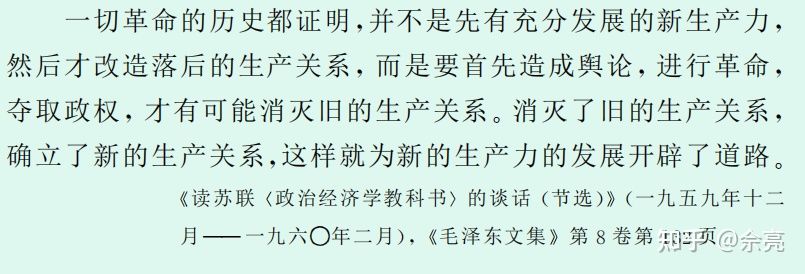 一切革命的历史都证明,并不是先有充分发展的新生产力,
然后才改造落后的生产关系,而是要首先造成舆论,进行革命,
夺取政权,才有可能消灭旧的生产关系。消灭了旧的生产关系,
确立了新的生产关系,这样就为新的生产力的发展开辟了道路。
《读苏联〈政治经济学教科书〉的谈话(节选)》(一九五九年十二
月——一九六〇年二月),《毛泽东文集》第8卷第 页
知乎 @余亮